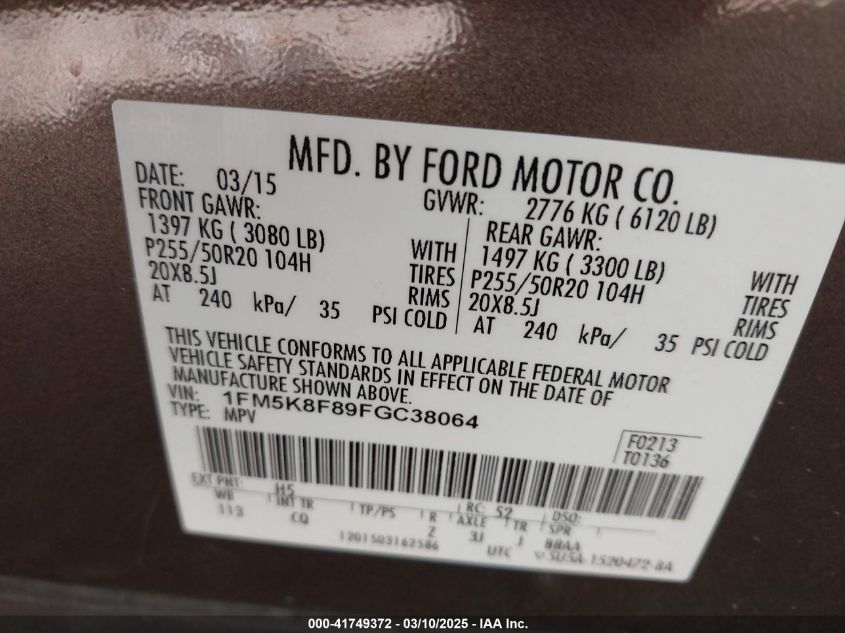 MFD. BY FORD MOTOR CO.
DATE: 03/15 GVWR: 2776 KG ( 6120 LB)
FRONT GAWR: REAR GAWR:
1397 KG ( 3080 LB) WITH 1497 KG ( 3300 LB) WITH
P255/50R20 104H TIRES P255/50R20 104H TIRES
20X8.5J RIMS 20X8.5J RIMS
AT 240 kPa/ 35 PSI COLD AT 240 kPa/ 35 PSI COLD
THIS VEHICLE CONFORMS TO ALL APPLICABLE FEDERAL MOTOR
VEHICLE SAFETY STANDARDS IN EFFECT ON THE DATE OF
MANUFACTURE SHOWN ABOVE.
VIN: 1FM5K8F89FGC38064
TYPE: MPV
F0213
T0136
EXT PNT: H5 RC: 52 DSO:
WB INT TR TP/PS R AXLE TR SPR
113 CQ Z 3J J BBAA
1201503162586 UTC SU5A-1520472-BA
000-41749372 - 03/10/2025 - IAA Inc.